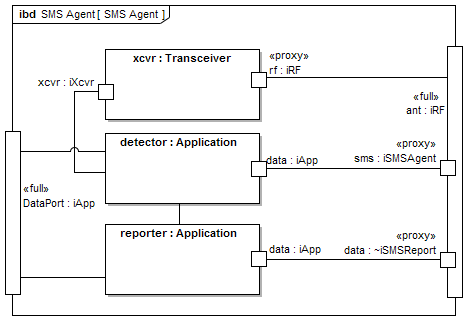 ibd SMS Agent [ SMS Agent ]
xcvr : Transceiver
«proxy»
rf : iRF
xcvr : iXcvr
«full»
ant : iRF
detector : Application
«proxy»
data : iApp
sms : iSMSAgent
«full»
DataPort : iApp
reporter : Application
«proxy»
data : iApp
data : ~iSMSReport